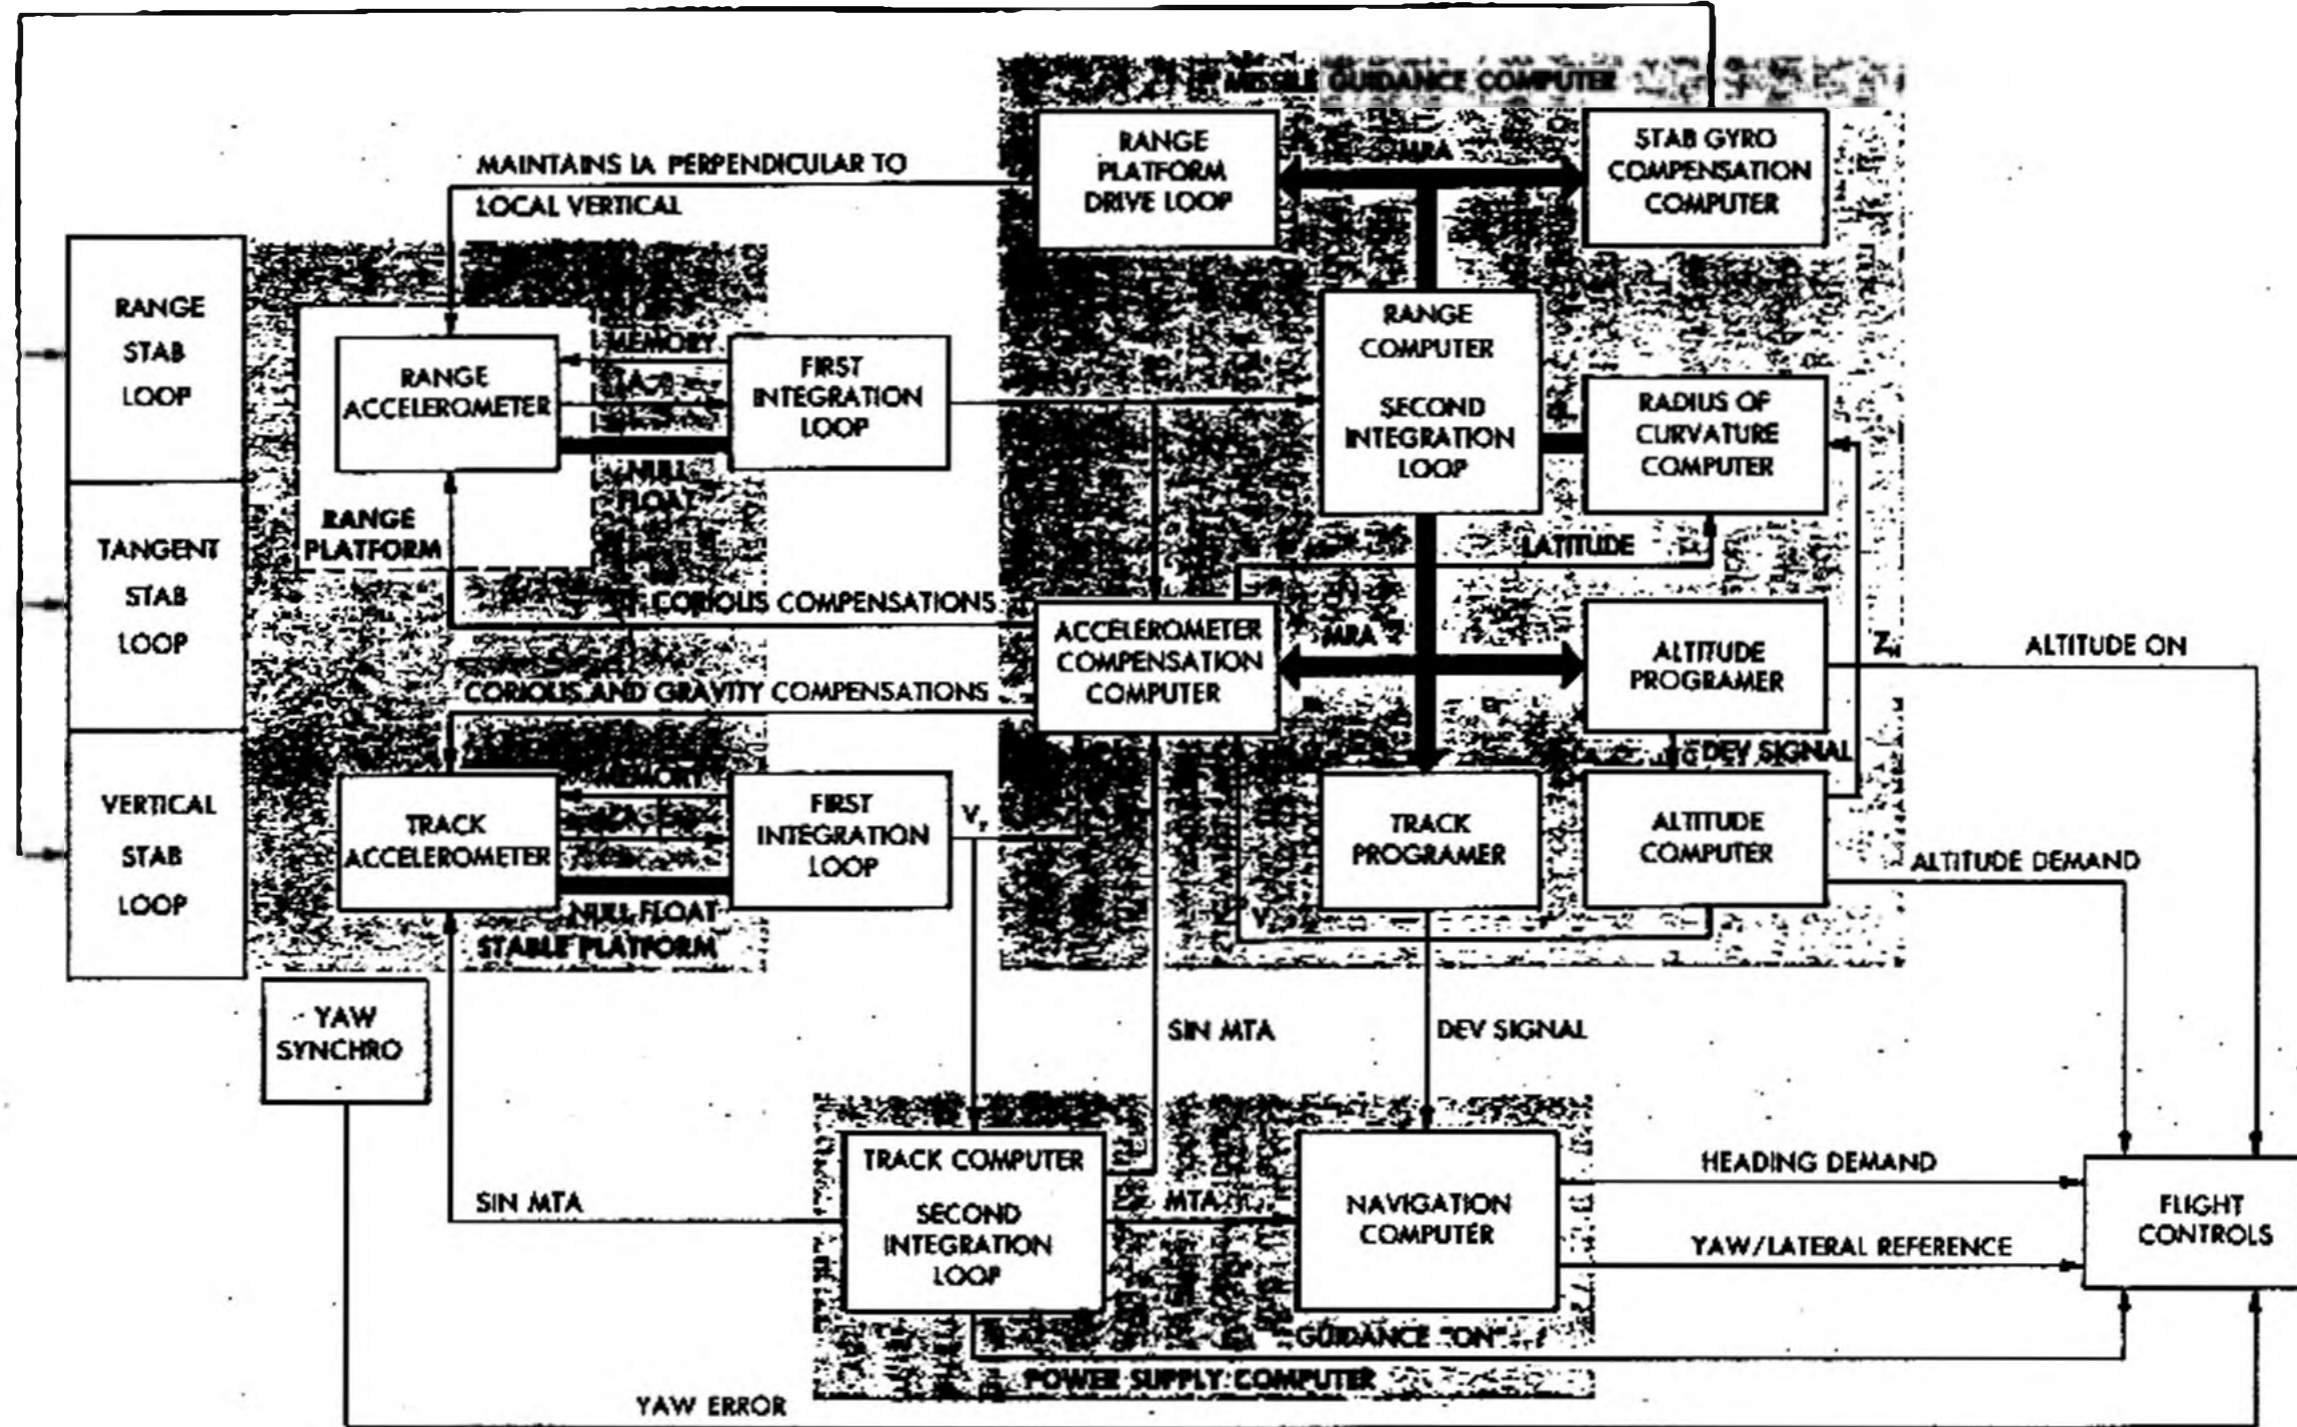 MISSILE GUIDANCE COMPUTER
RANGE
PLATFORM
DRIVE LOOP
MRA
STAB GYRO
COMPENSATION
COMPUTER
MAINTAINS IA PERPENDICULAR TO
LOCAL VERTICAL
RANGE
STAB
LOOP
TANGENT
STAB
LOOP
VERTICAL
STAB
LOOP
RANGE
ACCELEROMETER
MEMORY
FIRST
INTEGRATION
LOOP
NULL
FLOAT
RANGE
PLATFORM
RANGE
COMPUTER
SECOND
INTEGRATION
LOOP
RADIUS OF
CURVATURE
COMPUTER
LATITUDE
CORIOUS COMPENSATIONS
ACCELEROMETER
COMPENSATION
COMPUTER
MRA
ALTITUDE
PROGRAMER
ALTITUDE ON
CORIOUS AND GRAVITY COMPENSATIONS
DEV SIGNAL
TRACK
ACCELEROMETER
MEMORY
FIRST
INTEGRATION
LOOP
NULL FLOAT
STABLE PLATFORM
TRACK
PROGRAMER
ALTITUDE
COMPUTER
ALTITUDE DEMAND
YAW
SYNCHRO
SIN MTA
DEV SIGNAL
TRACK COMPUTER
SECOND
INTEGRATION
LOOP
SIN MTA
MTA
NAVIGATION
COMPUTER
HEADING DEMAND
YAW/LATERAL REFERENCE
FLIGHT
CONTROLS
GUIDANCE "ON"
POWER SUPPLY COMPUTER
YAW ERROR